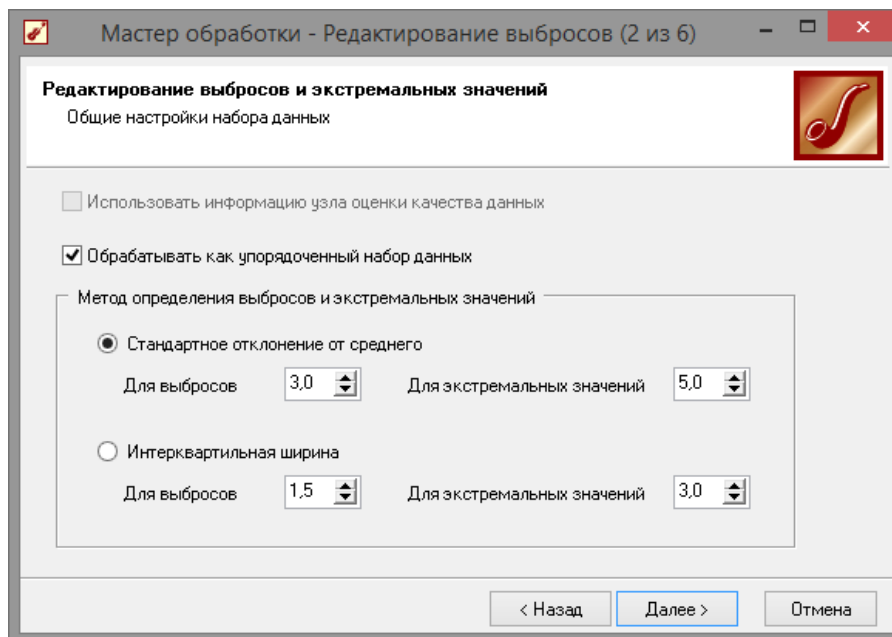 Мастер обработки - Редактирование выбросов (2 из 6)
Редактирование выбросов и экстремальных значений
Общие настройки набора данных
Использовать информацию узла оценки качества данных
Обрабатывать как упорядоченный набор данных
Метод определения выбросов и экстремальных значений
Стандартное отклонение от среднего
Для выбросов 3,0 Для экстремальных значений 5,0
Интерквартильная ширина
Для выбросов 1,5 Для экстремальных значений 3,0
< Назад Далее > Отмена